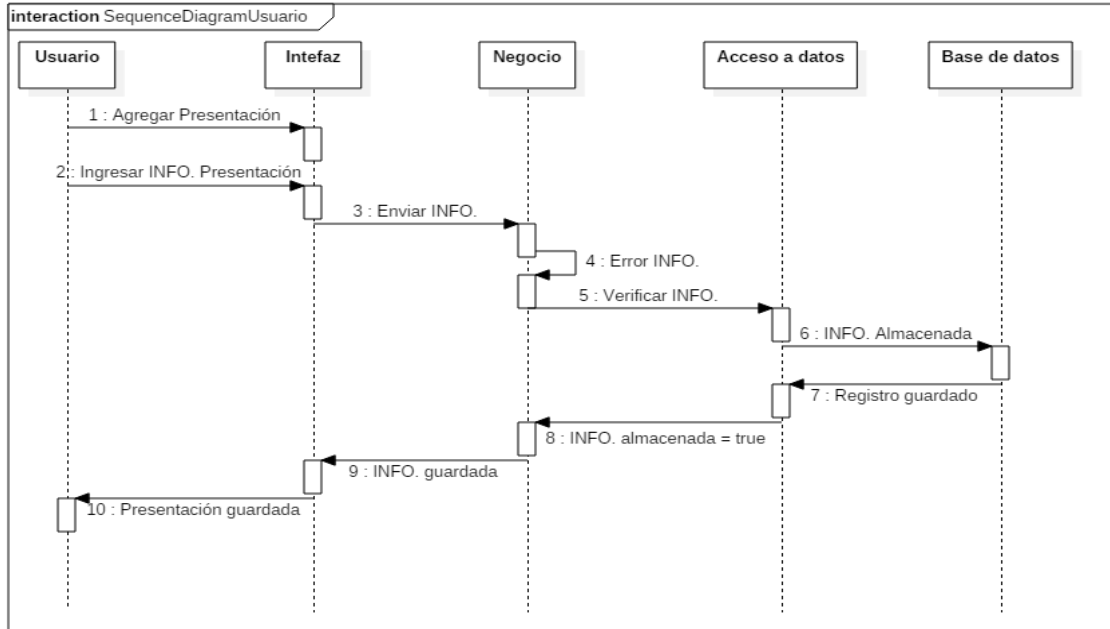 interaction SequenceDiagramUsuario
Usuario
Intefaz
Negocio
Acceso a datos
Base de datos
1 : Agregar Presentación
2 : Ingresar INFO. Presentación
3 : Enviar INFO.
4 : Error INFO.
5 : Verificar INFO.
6 : INFO. Almacenada
7 : Registro guardado
8 : INFO. almacenada = true
9 : INFO. guardada
10 : Presentación guardada